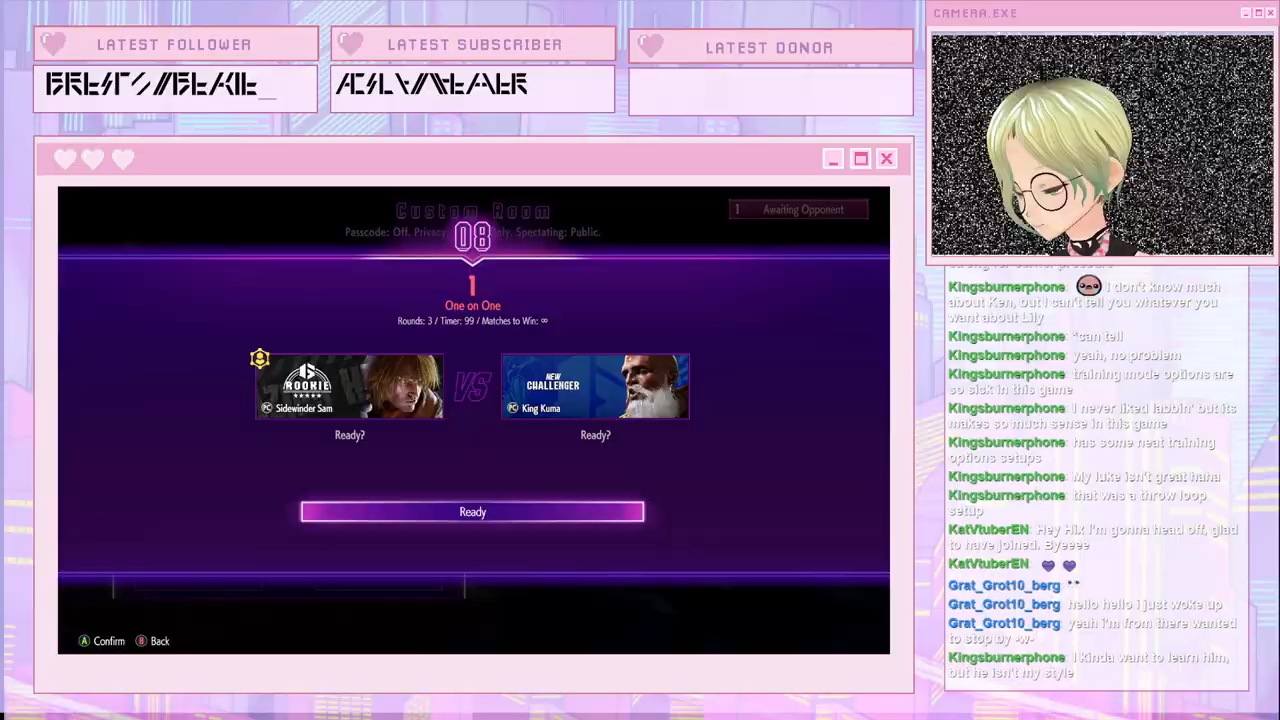 CAMERA.EXE
LATEST FOLLOWER
LATEST SUBSCRIBER
LATEST DONOR
Custom Room
1 Awaiting Opponent
Passcode: Off. Privacy: Only. Spectating: Public.
08
1
One on One
Rounds: 3 / Timer: 99 / Matches to Win: ∞
ROOKIE
VS
NEW
CHALLENGER
Sidewinder Sam
King Kuma
Ready?
Ready?
Ready
A Confirm B Back
Kingsburnerphone I don't know much
about Ken, but I can't tell you whatever you
want about Lily
Kingsburnerphone *can tell
Kingsburnerphone yeah, no problem
Kingsburnerphone training mode options are
so sick in this game
Kingsburnerphone I never liked labbin' but its
makes so much sense in this game
Kingsburnerphone has some neat training
options setups
Kingsburnerphone My luke isn't great haha
Kingsburnerphone that was a throw loop
setup
KatVtuberEN Hey Hix I'm gonna head off, glad
to have joined. Byeeee
KatVtuberEN
Grat_Grot10_berg
Grat_Grot10_berg hello hello i just woke up
Grat_Grot10_berg yeah i'm from there wanted
to stop by -w-
Kingsburnerphone I kinda want to learn him,
but he isn't my style